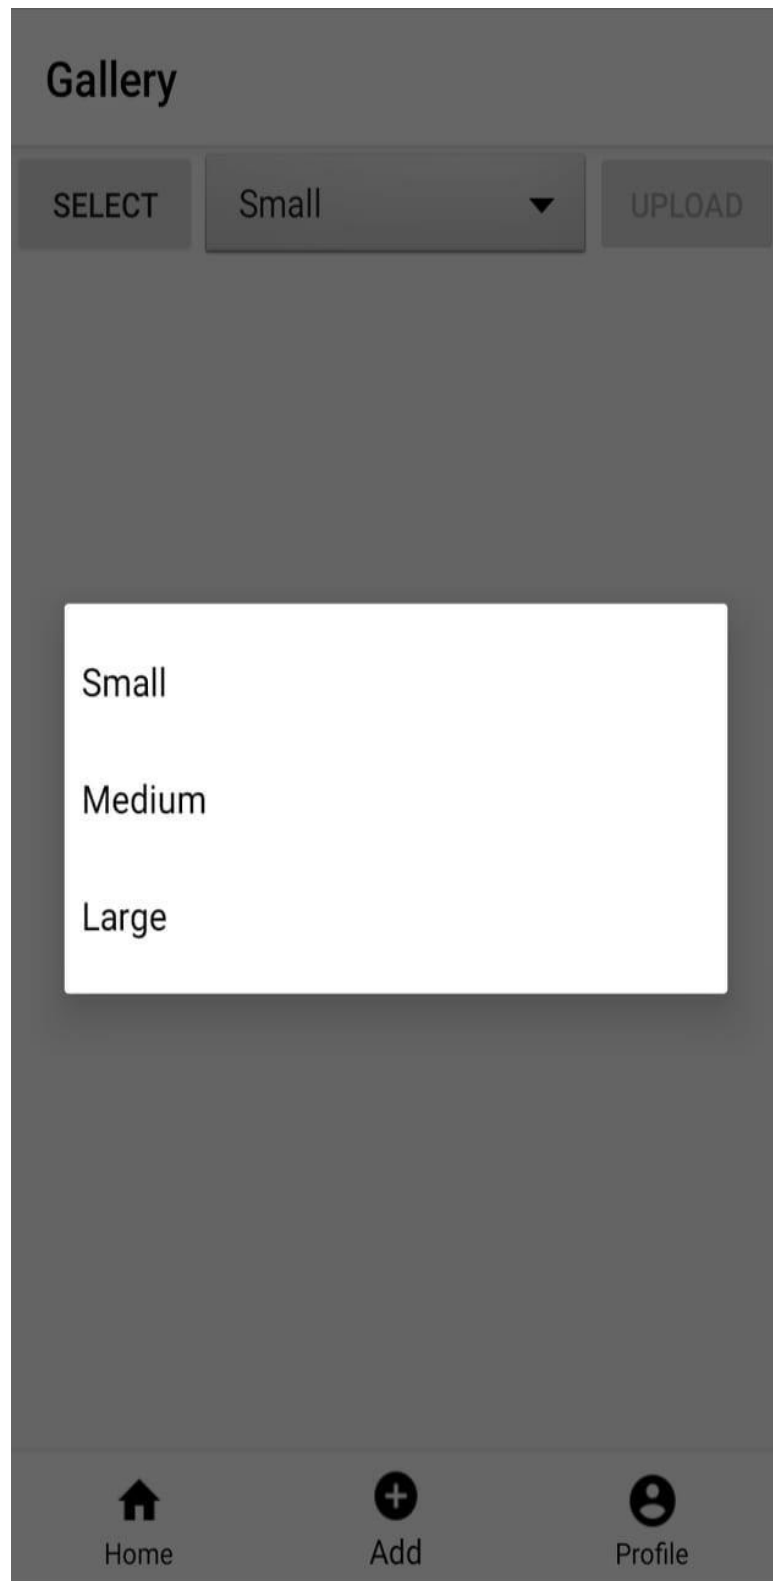 Gallery
SELECT Small UPLOAD
Small
Medium
Large
Home Add Profile